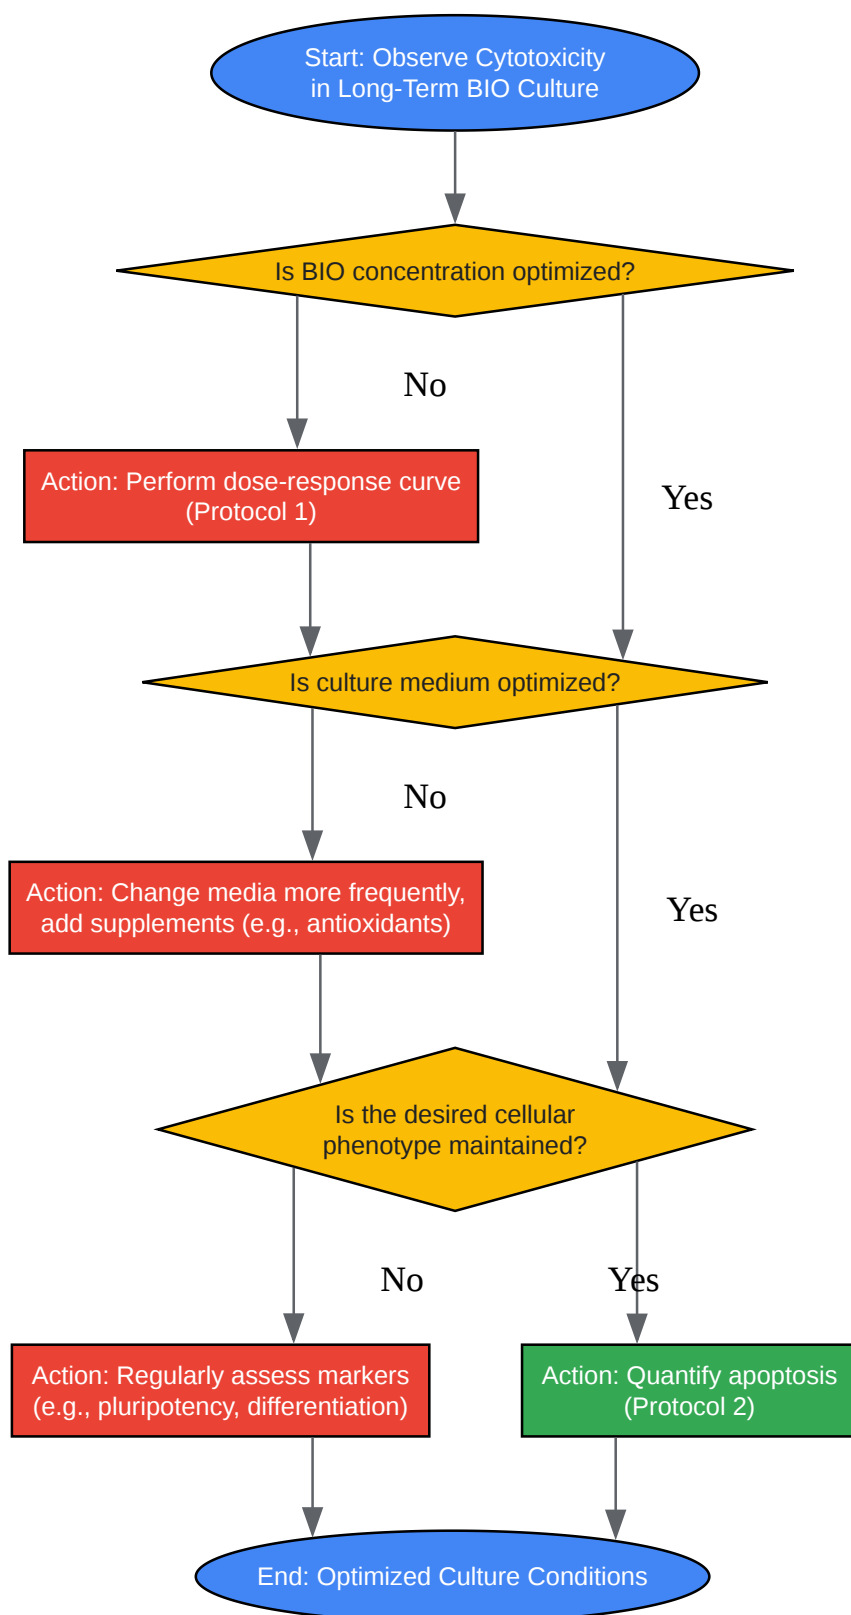 Start: Observe Cytotoxicity
in Long-Term BIO Culture
Is BIO concentration optimized?
No
Action: Perform dose-response curve
(Protocol 1)
Yes
Is culture medium optimized?
No
Action: Change media more frequently,
add supplements (e.g., antioxidants)
Yes
Is the desired cellular
phenotype maintained?
No
Yes
Action: Regularly assess markers
(e.g., pluripotency, differentiation)
Action: Quantify apoptosis
(Protocol 2)
End: Optimized Culture Conditions